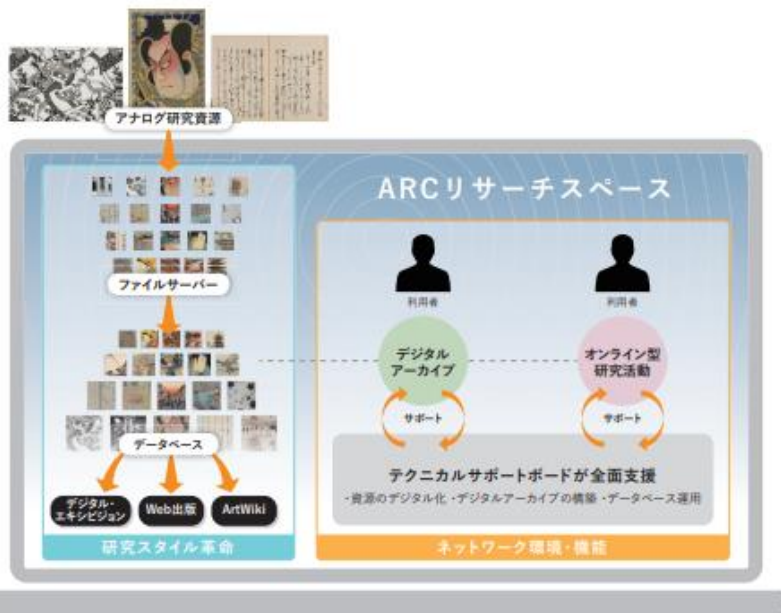 アナログ研究資源
ARCリサーチスペース
ファイルサーバー
データベース
デジタル・
エキシビジョン
Web出版
ArtWiki
研究スタイル革命
利用者
利用者
デジタル
アーカイブ
オンライン型
研究活動
サポート
サポート
テクニカルサポートボードが全面支援
・資源のデジタル化 ・デジタルアーカイブの構築 ・データベース運用
ネットワーク環境・機能